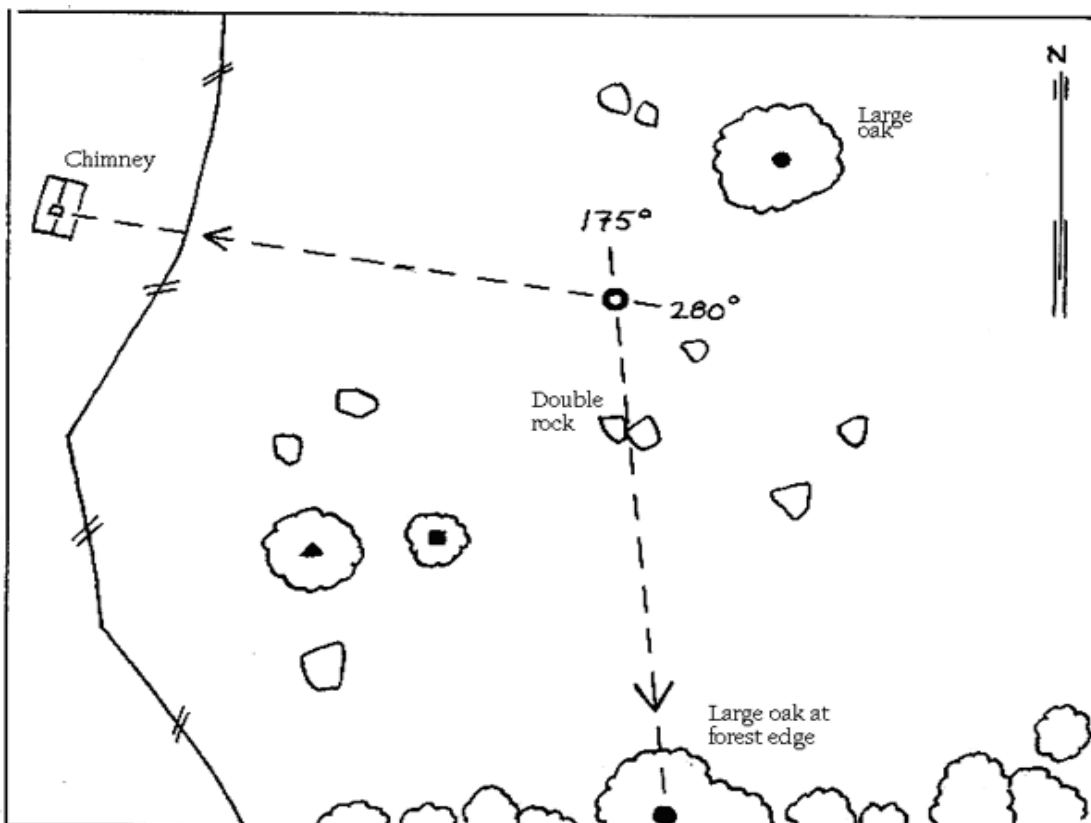 N
Large
oak
Chimney
175°
280°
Double
rock
Large oak at
forest edge